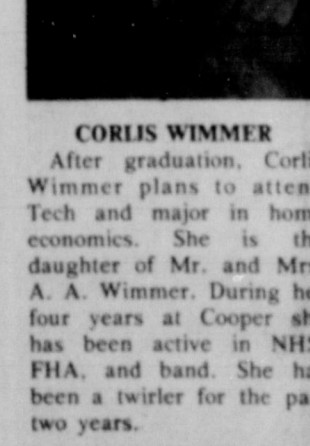 CORLIS WIMMER
After graduation, Corli
Wimmer plans to atten
Tech and major in hom
economics. She is th
daughter of Mr. and Mrs
A. A. Wimmer. During he
four years at Cooper sh
has been active in NHS
FHA, and band. She ha
been a twirler for the pa
two years.